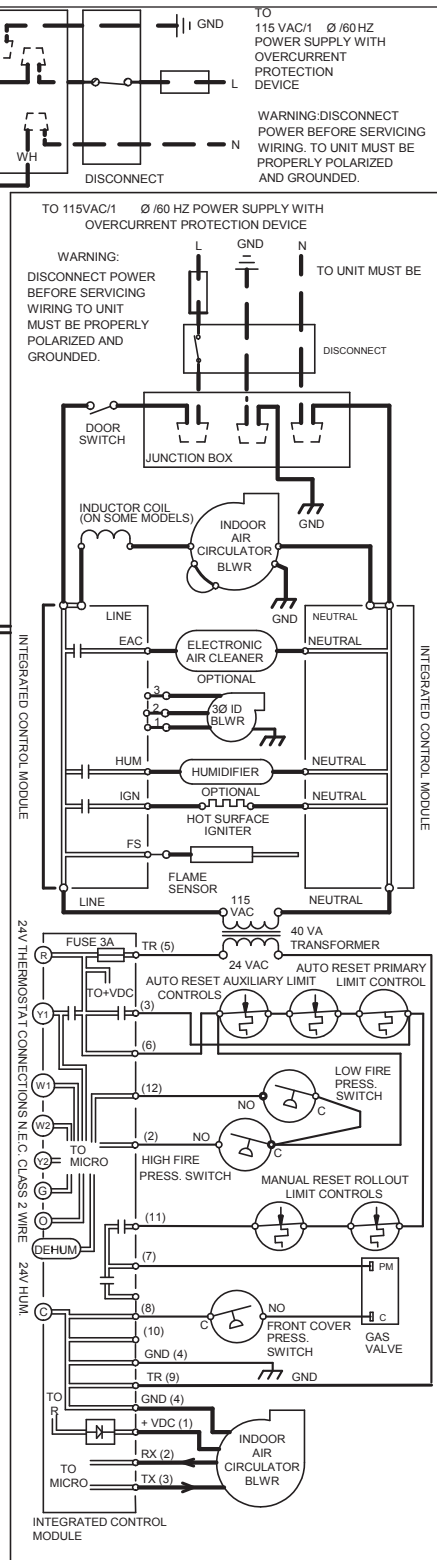 GND
TO
115 VAC/1 Ø /60 HZ
POWER SUPPLY WITH
OVERCURRENT
PROTECTION
DEVICE
L
WARNING:DISCONNECT
POWER BEFORE SERVICING
WIRING. TO UNIT MUST BE
PROPERLY POLARIZED
AND GROUNDED.
N
WH
DISCONNECT
TO 115VAC/1 Ø /60 HZ POWER SUPPLY WITH
OVERCURRENT PROTECTION DEVICE
WARNING:
DISCONNECT POWER
BEFORE SERVICING
WIRING TO UNIT
MUST BE PROPERLY
POLARIZED AND
GROUNDED.
L GND N
TO UNIT MUST BE
DISCONNECT
DOOR
SWITCH
JUNCTION BOX
GND
INDUCTOR COIL
(ON SOME MODELS)
INDOOR
AIR
CIRCULATOR
BLWR
GND
INTEGRATED CONTROL MODULE
INTEGRATED CONTROL MODULE
LINE
NEUTRAL
EAC
ELECTRONIC
AIR CLEANER
OPTIONAL
NEUTRAL
3
2
1
3Ø ID
BLWR
HUM
HUMIDIFIER
OPTIONAL
NEUTRAL
IGN
HOT SURFACE
IGNITER
NEUTRAL
FS
FLAME
SENSOR
LINE
115
VAC
NEUTRAL
40 VA
TRANSFORMER
24 VAC
24V THERMOSTAT CONNECTIONS N.E.C. CLASS 2 WIRE 24V HUM.
R
FUSE 3A
TR (5)
TO+VDC
AUTO RESET AUXILIARY LIMIT
CONTROLS
AUTO RESET PRIMARY
LIMIT CONTROL
Y1
(3)
(6)
W1
(12)
NO
C
LOW FIRE
PRESS.
SWITCH
W2
Y2
TO
MICRO
(2)
NO
C
HIGH FIRE
PRESS. SWITCH
G
O
DEHUM
MANUAL RESET ROLLOUT
LIMIT CONTROLS
(11)
(7)
PM
C
GAS
VALVE
C
(8)
C
NO
FRONT COVER
PRESS.
SWITCH
(10)
GND (4)
GND
TR (9)
TO
R
GND (4)
+ VDC (1)
RX (2)
TO
MICRO
TX (3)
INDOOR
AIR
CIRCULATOR
BLWR
INTEGRATED CONTROL
MODULE